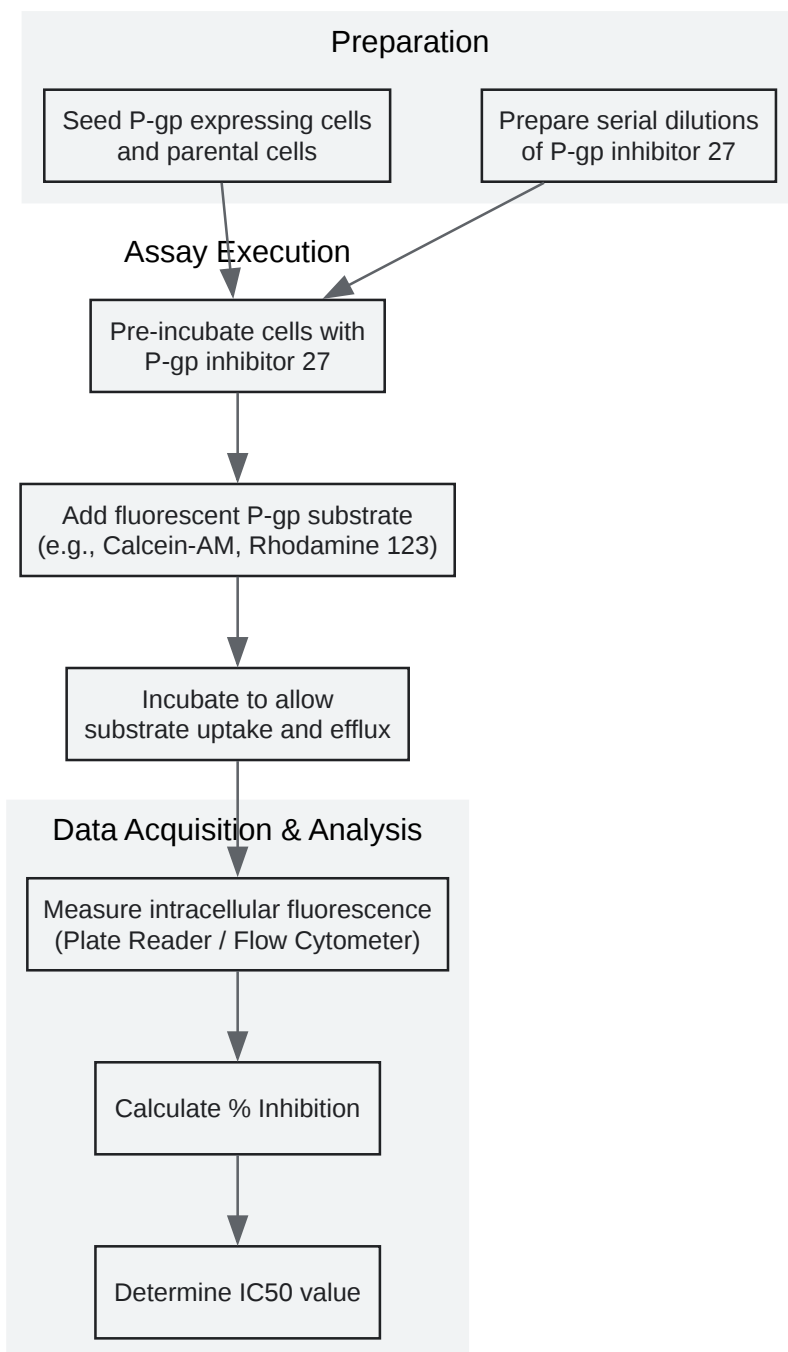 Preparation
Seed P-gp expressing cells
and parental cells
Prepare serial dilutions
of P-gp inhibitor 27
Assay Execution
Pre-incubate cells with
P-gp inhibitor 27
Add fluorescent P-gp substrate
(e.g., Calcein-AM, Rhodamine 123)
Incubate to allow
substrate uptake and efflux
Data Acquisition & Analysis
Measure intracellular fluorescence
(Plate Reader / Flow Cytometer)
Calculate % Inhibition
Determine IC50 value